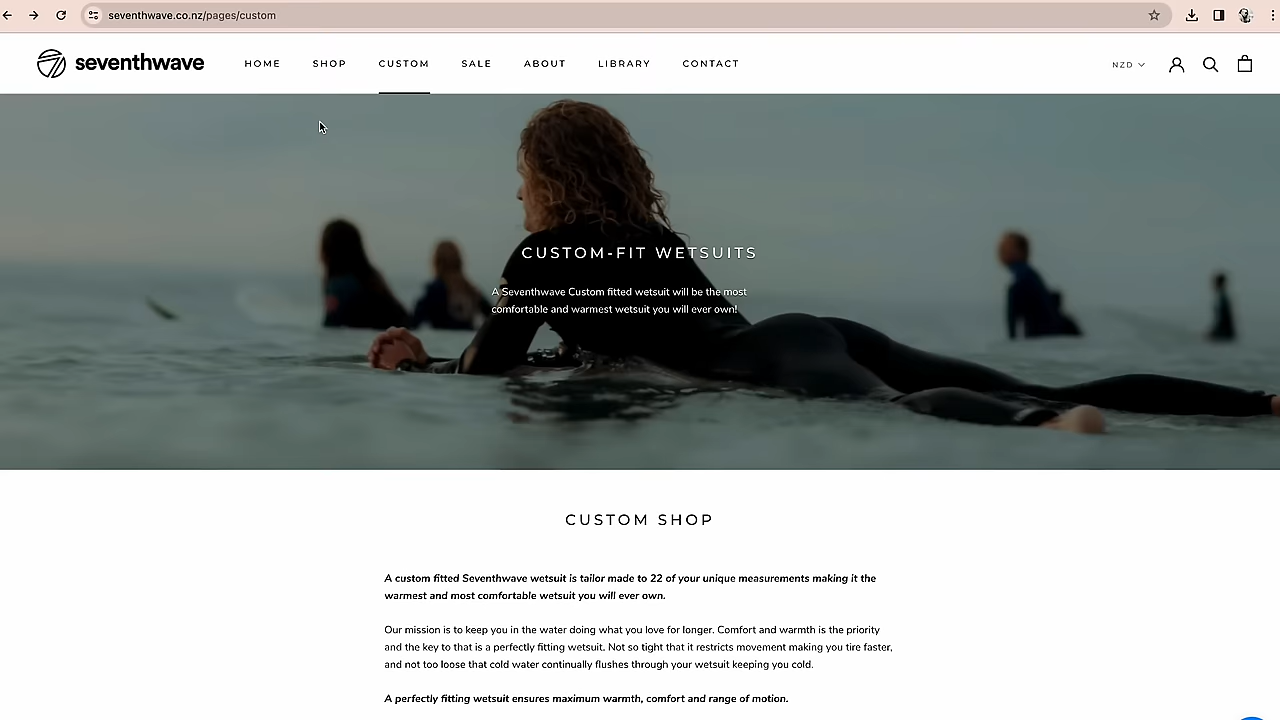 seventhwave.co.nz/pages/custom
seventhwave HOME SHOP CUSTOM SALE ABOUT LIBRARY CONTACT NZD
CUSTOM-FIT WETSUITS
A Seventhwave Custom fitted wetsuit will be the most
comfortable and warmest wetsuit you will ever own!
CUSTOM SHOP
A custom fitted Seventhwave wetsuit is tailor made to 22 of your unique measurements making it the
warmest and most comfortable wetsuit you will ever own.
Our mission is to keep you in the water doing what you love for longer. Comfort and warmth is the priority
and the key to that is a perfectly fitting wetsuit. Not so tight that it restricts movement making you tire faster,
and not too loose that cold water continually flushes through your wetsuit keeping you cold.
A perfectly fitting wetsuit ensures maximum warmth, comfort and range of motion.